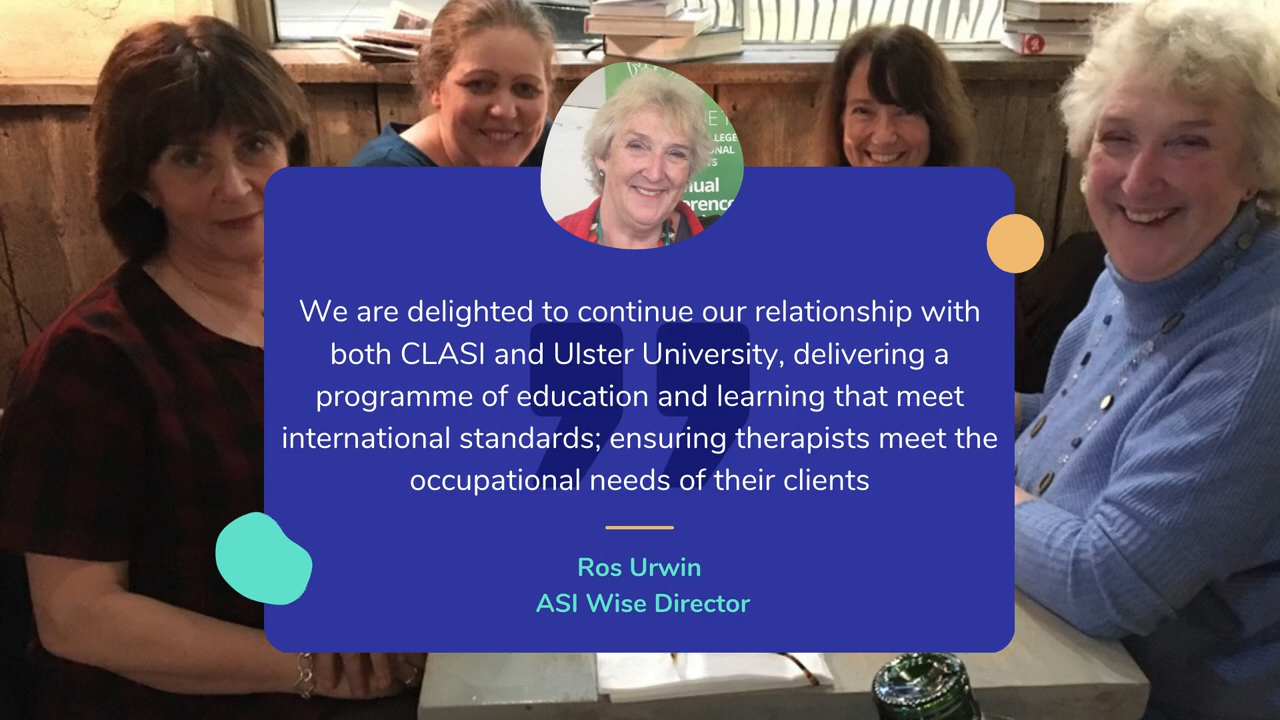 We are delighted to continue our relationship with
both CLASI and Ulster University, delivering a
programme of education and learning that meet
international standards; ensuring therapists meet the
occupational needs of their clients
Ros Urwin
ASI Wise Director